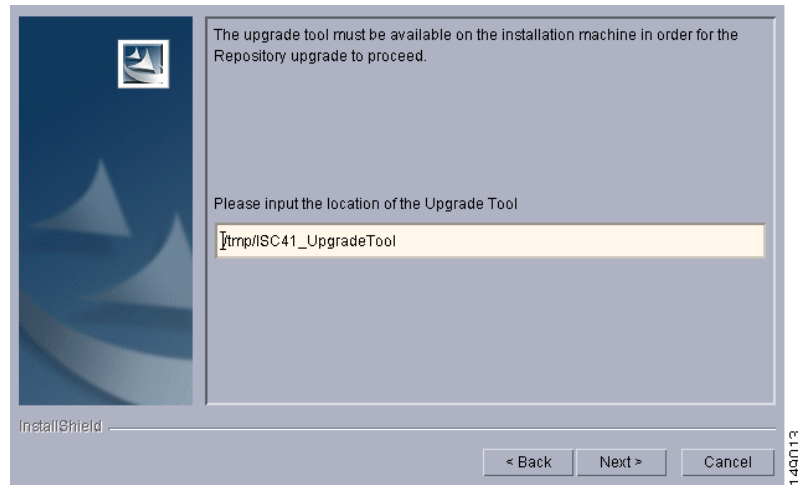 The upgrade tool must be available on the installation machine in order for the
Repository upgrade to proceed.
Please input the location of the Upgrade Tool
/tmp/ISC41_UpgradeTool
InstallShield
< Back
Next >
Cancel
149013